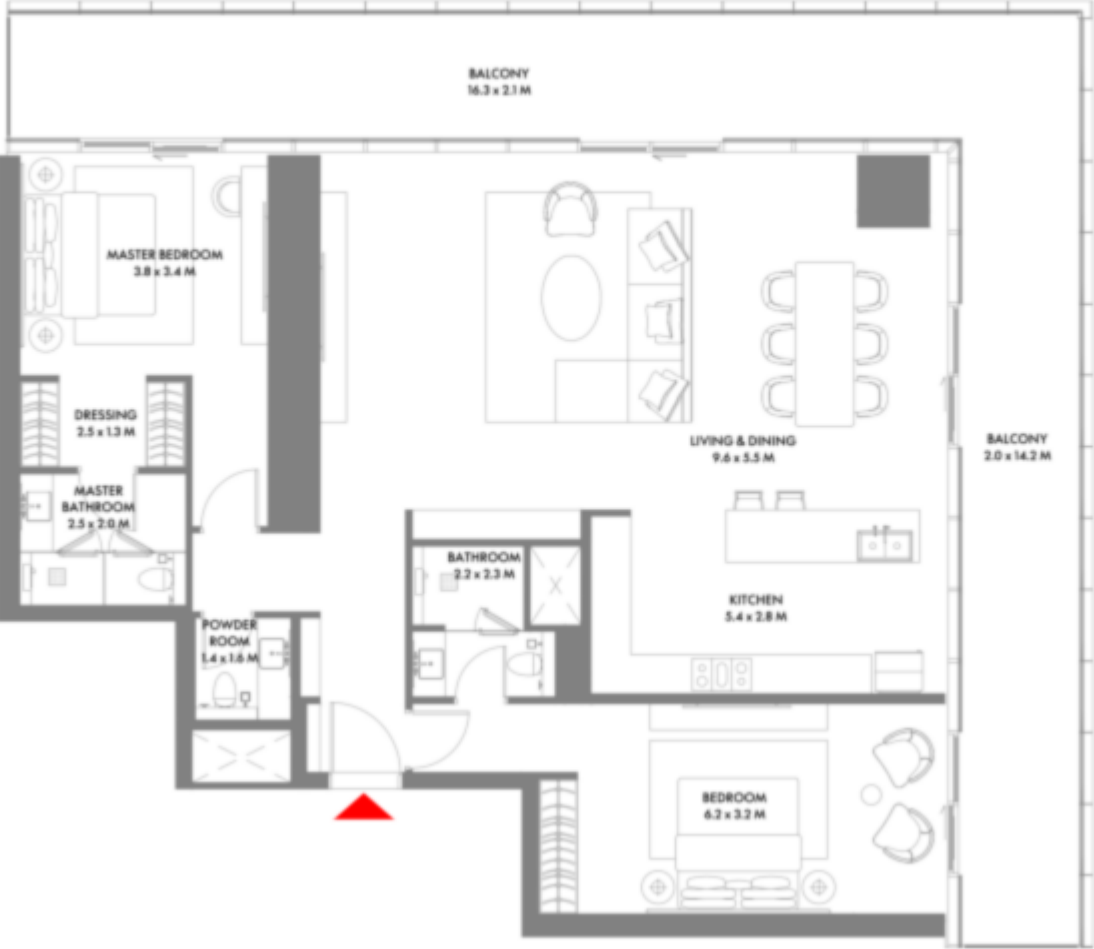 BALCONY
16.3 x 2.1 M
MASTER BEDROOM
3.8 x 3.4 M
DRESSING
2.5 x 1.3 M
MASTER
BATHROOM
2.5 x 2.0 M
LIVING & DINING
9.6 x 5.5 M
BALCONY
2.0 x 14.2 M
BATHROOM
2.2 x 2.3 M
KITCHEN
5.4 x 2.8 M
POWDER
ROOM
1.4 x 1.6 M
BEDROOM
6.2 x 3.2 M